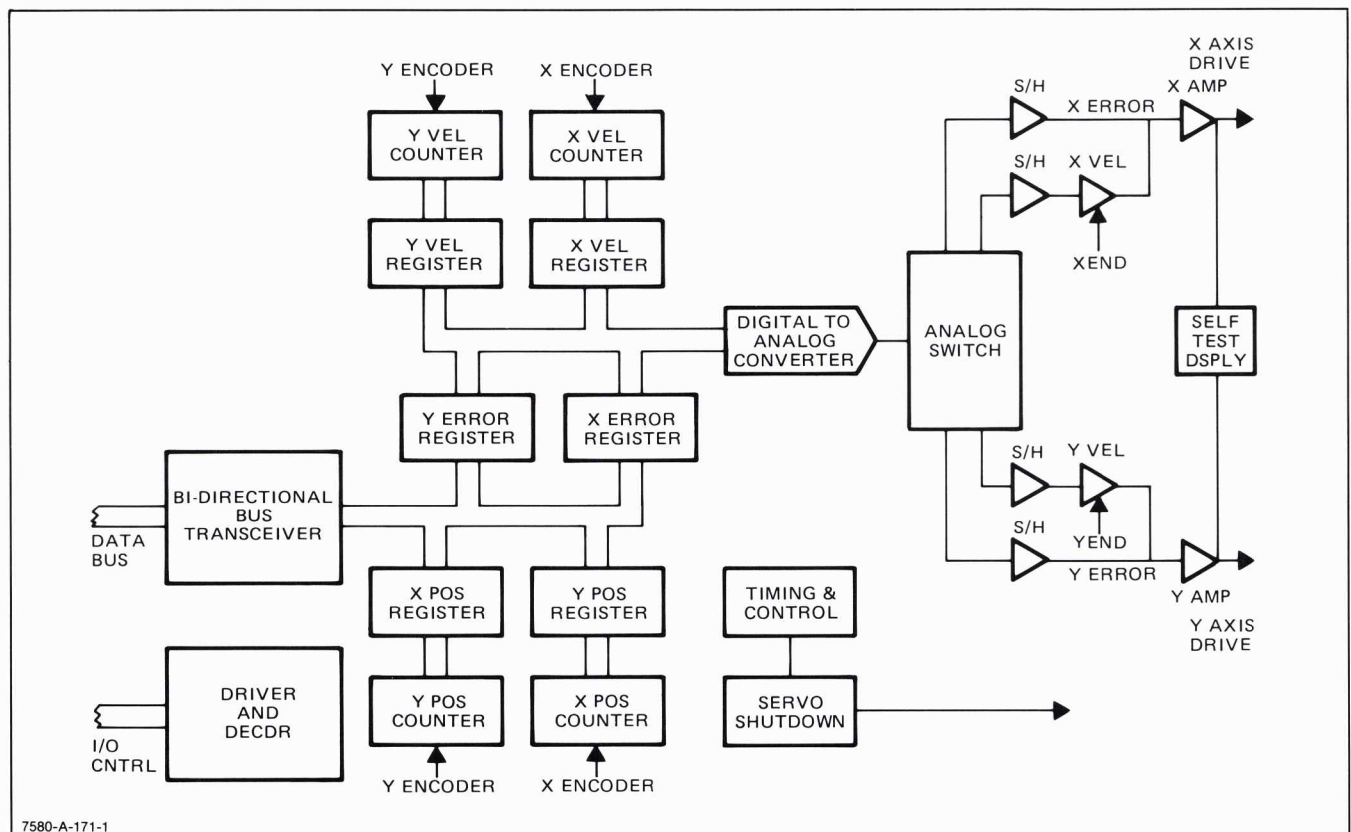 Y ENCODER
X ENCODER
Y VEL
COUNTER
X VEL
COUNTER
Y VEL
REGISTER
X VEL
REGISTER
Y ERROR
REGISTER
X ERROR
REGISTER
DIGITAL TO
ANALOG
CONVERTER
ANALOG
SWITCH
S/H
X ERROR
X AXIS
DRIVE
X AMP
S/H
X VEL
XEND
SELF
TEST
DSPLY
S/H
Y VEL
YEND
S/H
Y ERROR
Y AMP
Y AXIS
DRIVE
BI-DIRECTIONAL
BUS
TRANSCEIVER
DATA
BUS
X POS
REGISTER
Y POS
REGISTER
TIMING &
CONTROL
DRIVER
AND
DECDR
I/O
CNTRL
Y POS
COUNTER
X POS
COUNTER
SERVO
SHUTDOWN
Y ENCODER
X ENCODER
7580-A-171-1